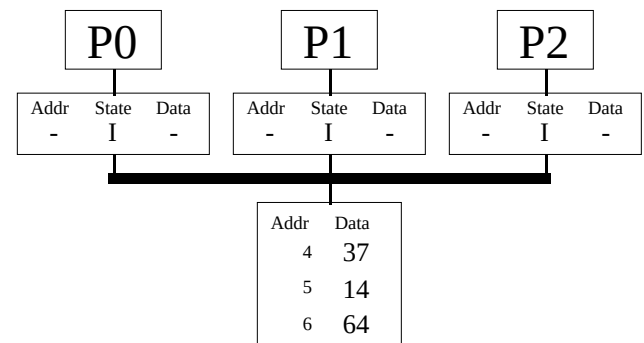 P0 P1 P2
Addr State Data Addr State Data Addr State Data
- I - - I - - I -
Addr Data
4 37
5 14
6 64